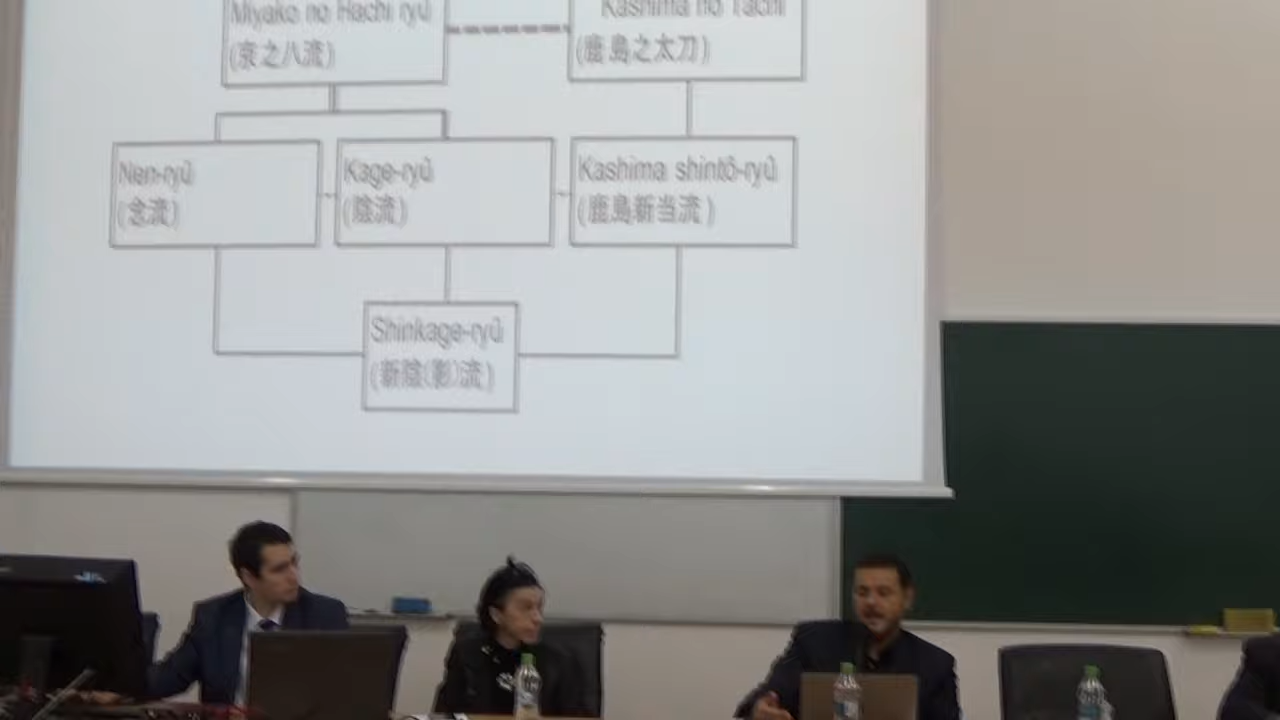 Miyako no Hachi ryû
(京之八流)
Kashima no Tachi
(鹿島之太刀)
Nen-ryû
(念流)
Kage-ryû
(陰流)
Kashima shintô-ryû
(鹿島新当流)
Shinkage-ryû
(新陰(影)流)